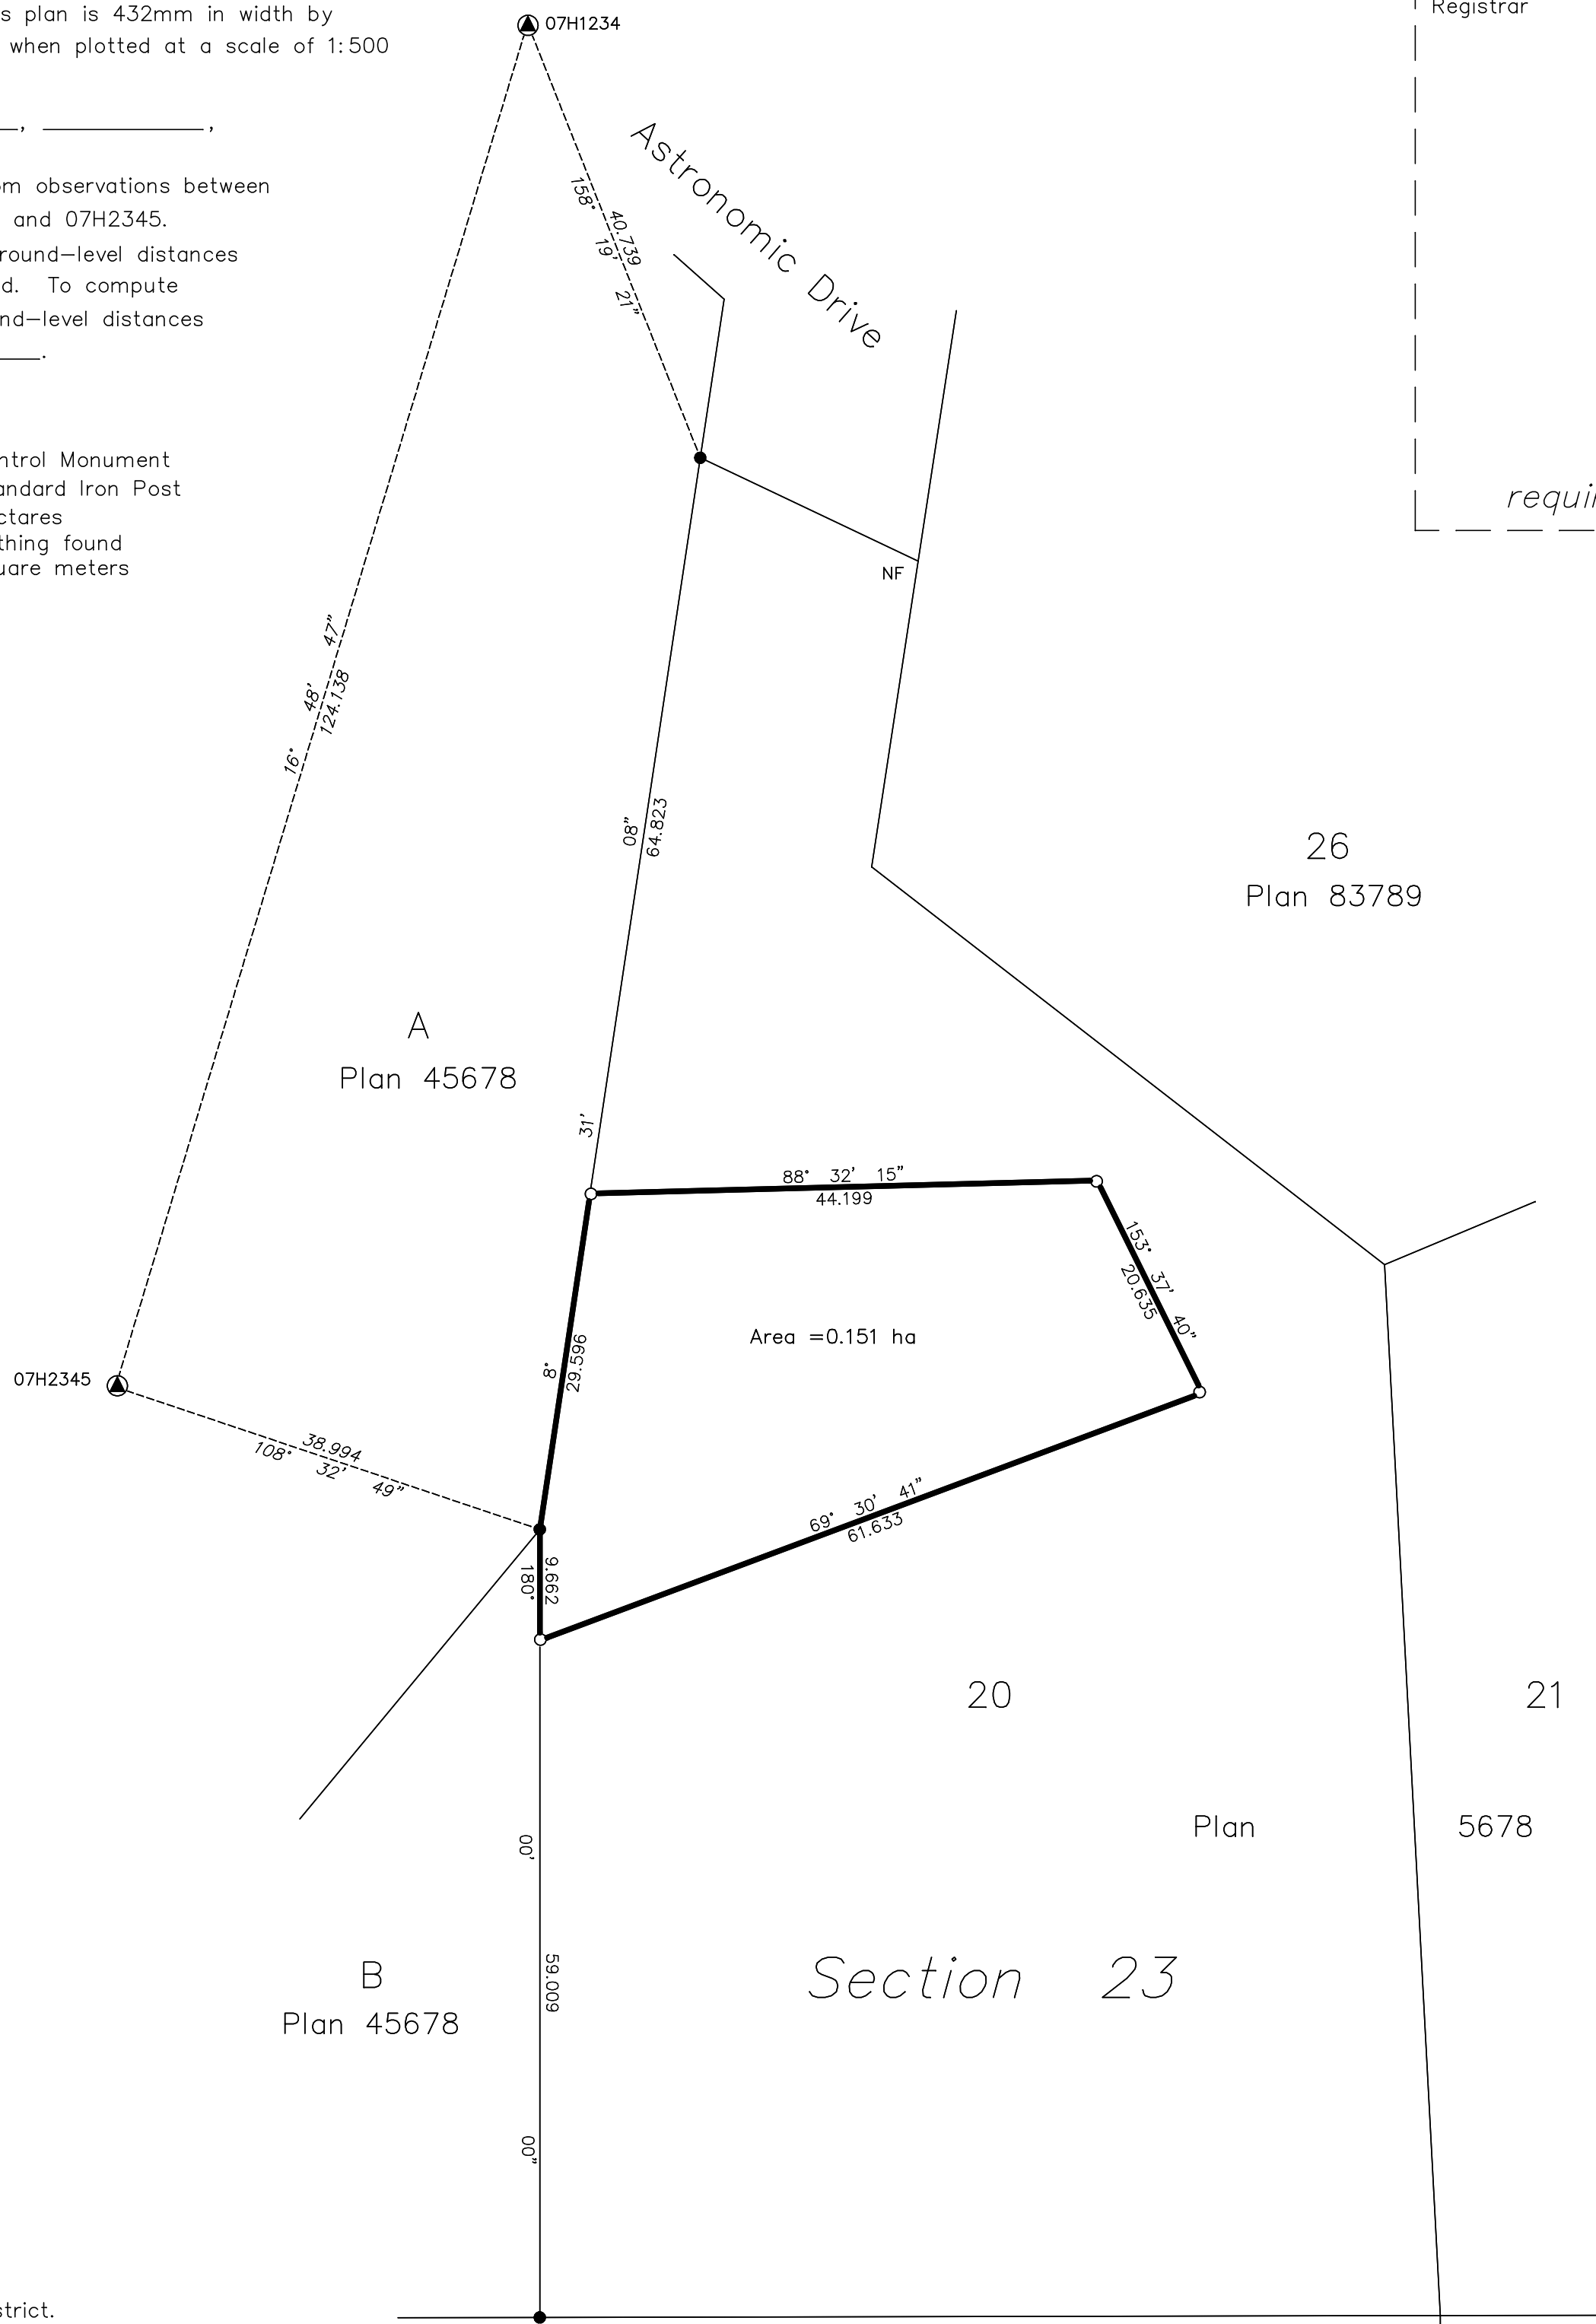 s plan is 432mm in width by
when plotted at a scale of 1:500
07H1234
Registrar
,
,
Astronomic Drive
om observations between
and 07H2345.
round-level distances
d. To compute
nd-level distances
.
158° 19' 21"
40.739
ntrol Monument
andard Iron Post
ctares
thing found
uare meters
requi
NF
16° 48' 47"
124.138
8° 31' 08"
64.823
26
Plan 83789
A
Plan 45678
88° 32' 15"
44.199
153° 37' 40"
20.635
Area =0.151 ha
29.596
07H2345
38.994
108° 32' 49"
69° 30' 41"
61.633
9.662
180° 00' 00"
20
21
Plan 5678
59.009
B
Plan 45678
Section 23
strict.